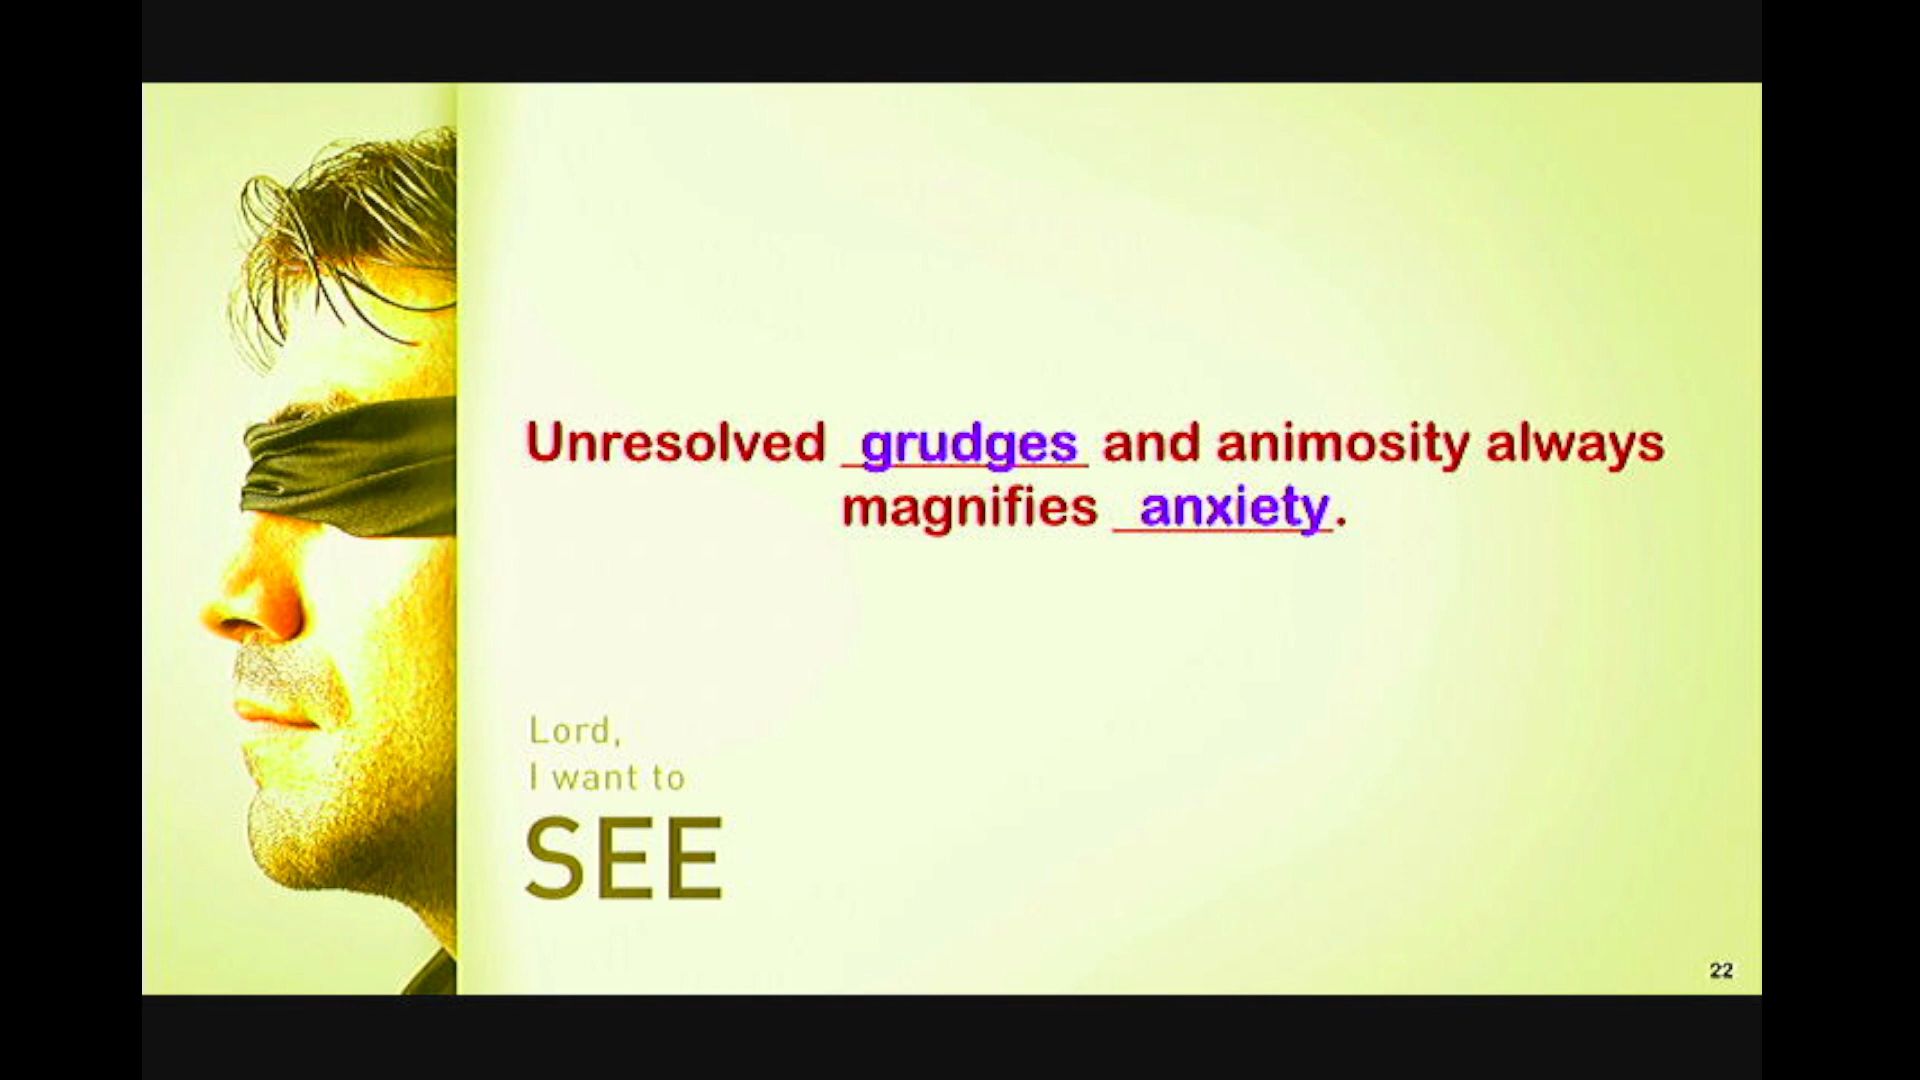 Unresolved grudges and animosity always
magnifies anxiety.
Lord,
I want to
SEE
22